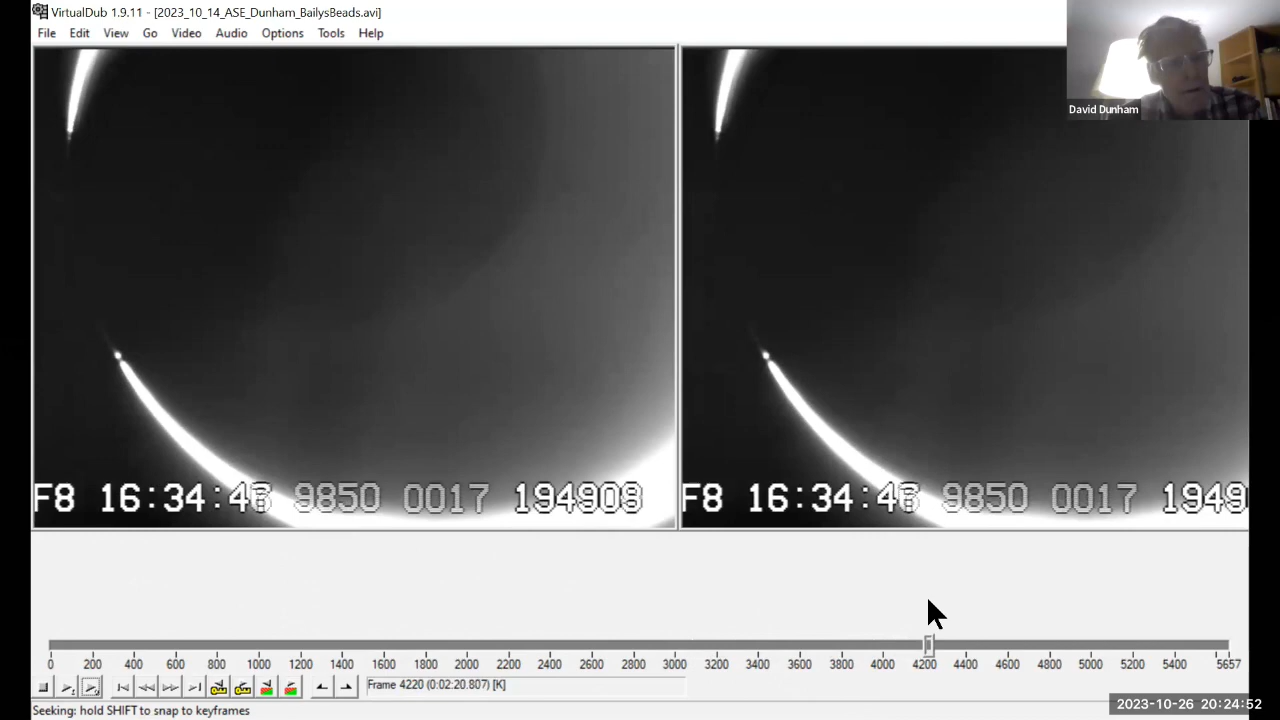 VirtualDub 1.9.11 - [2023_10_14_ASE_Dunham_BailysBeads.avi]
File Edit View Go Video Audio Options Tools Help
David Dunham
F8 16:34:46 9850 0017 194908
F8 16:34:46 9850 0017 1949
0 200 400 600 800 1000 1200 1400 1600 1800 2000 2200 2400 2600 2800 3000 3200 3400 3600 3800 4000 4200 4400 4600 4800 5000 5200 5400 5657
Frame 4220 (0:02:20.807) [K]
2023-10-26 20:24:52
Seeking: hold SHIFT to snap to keyframes